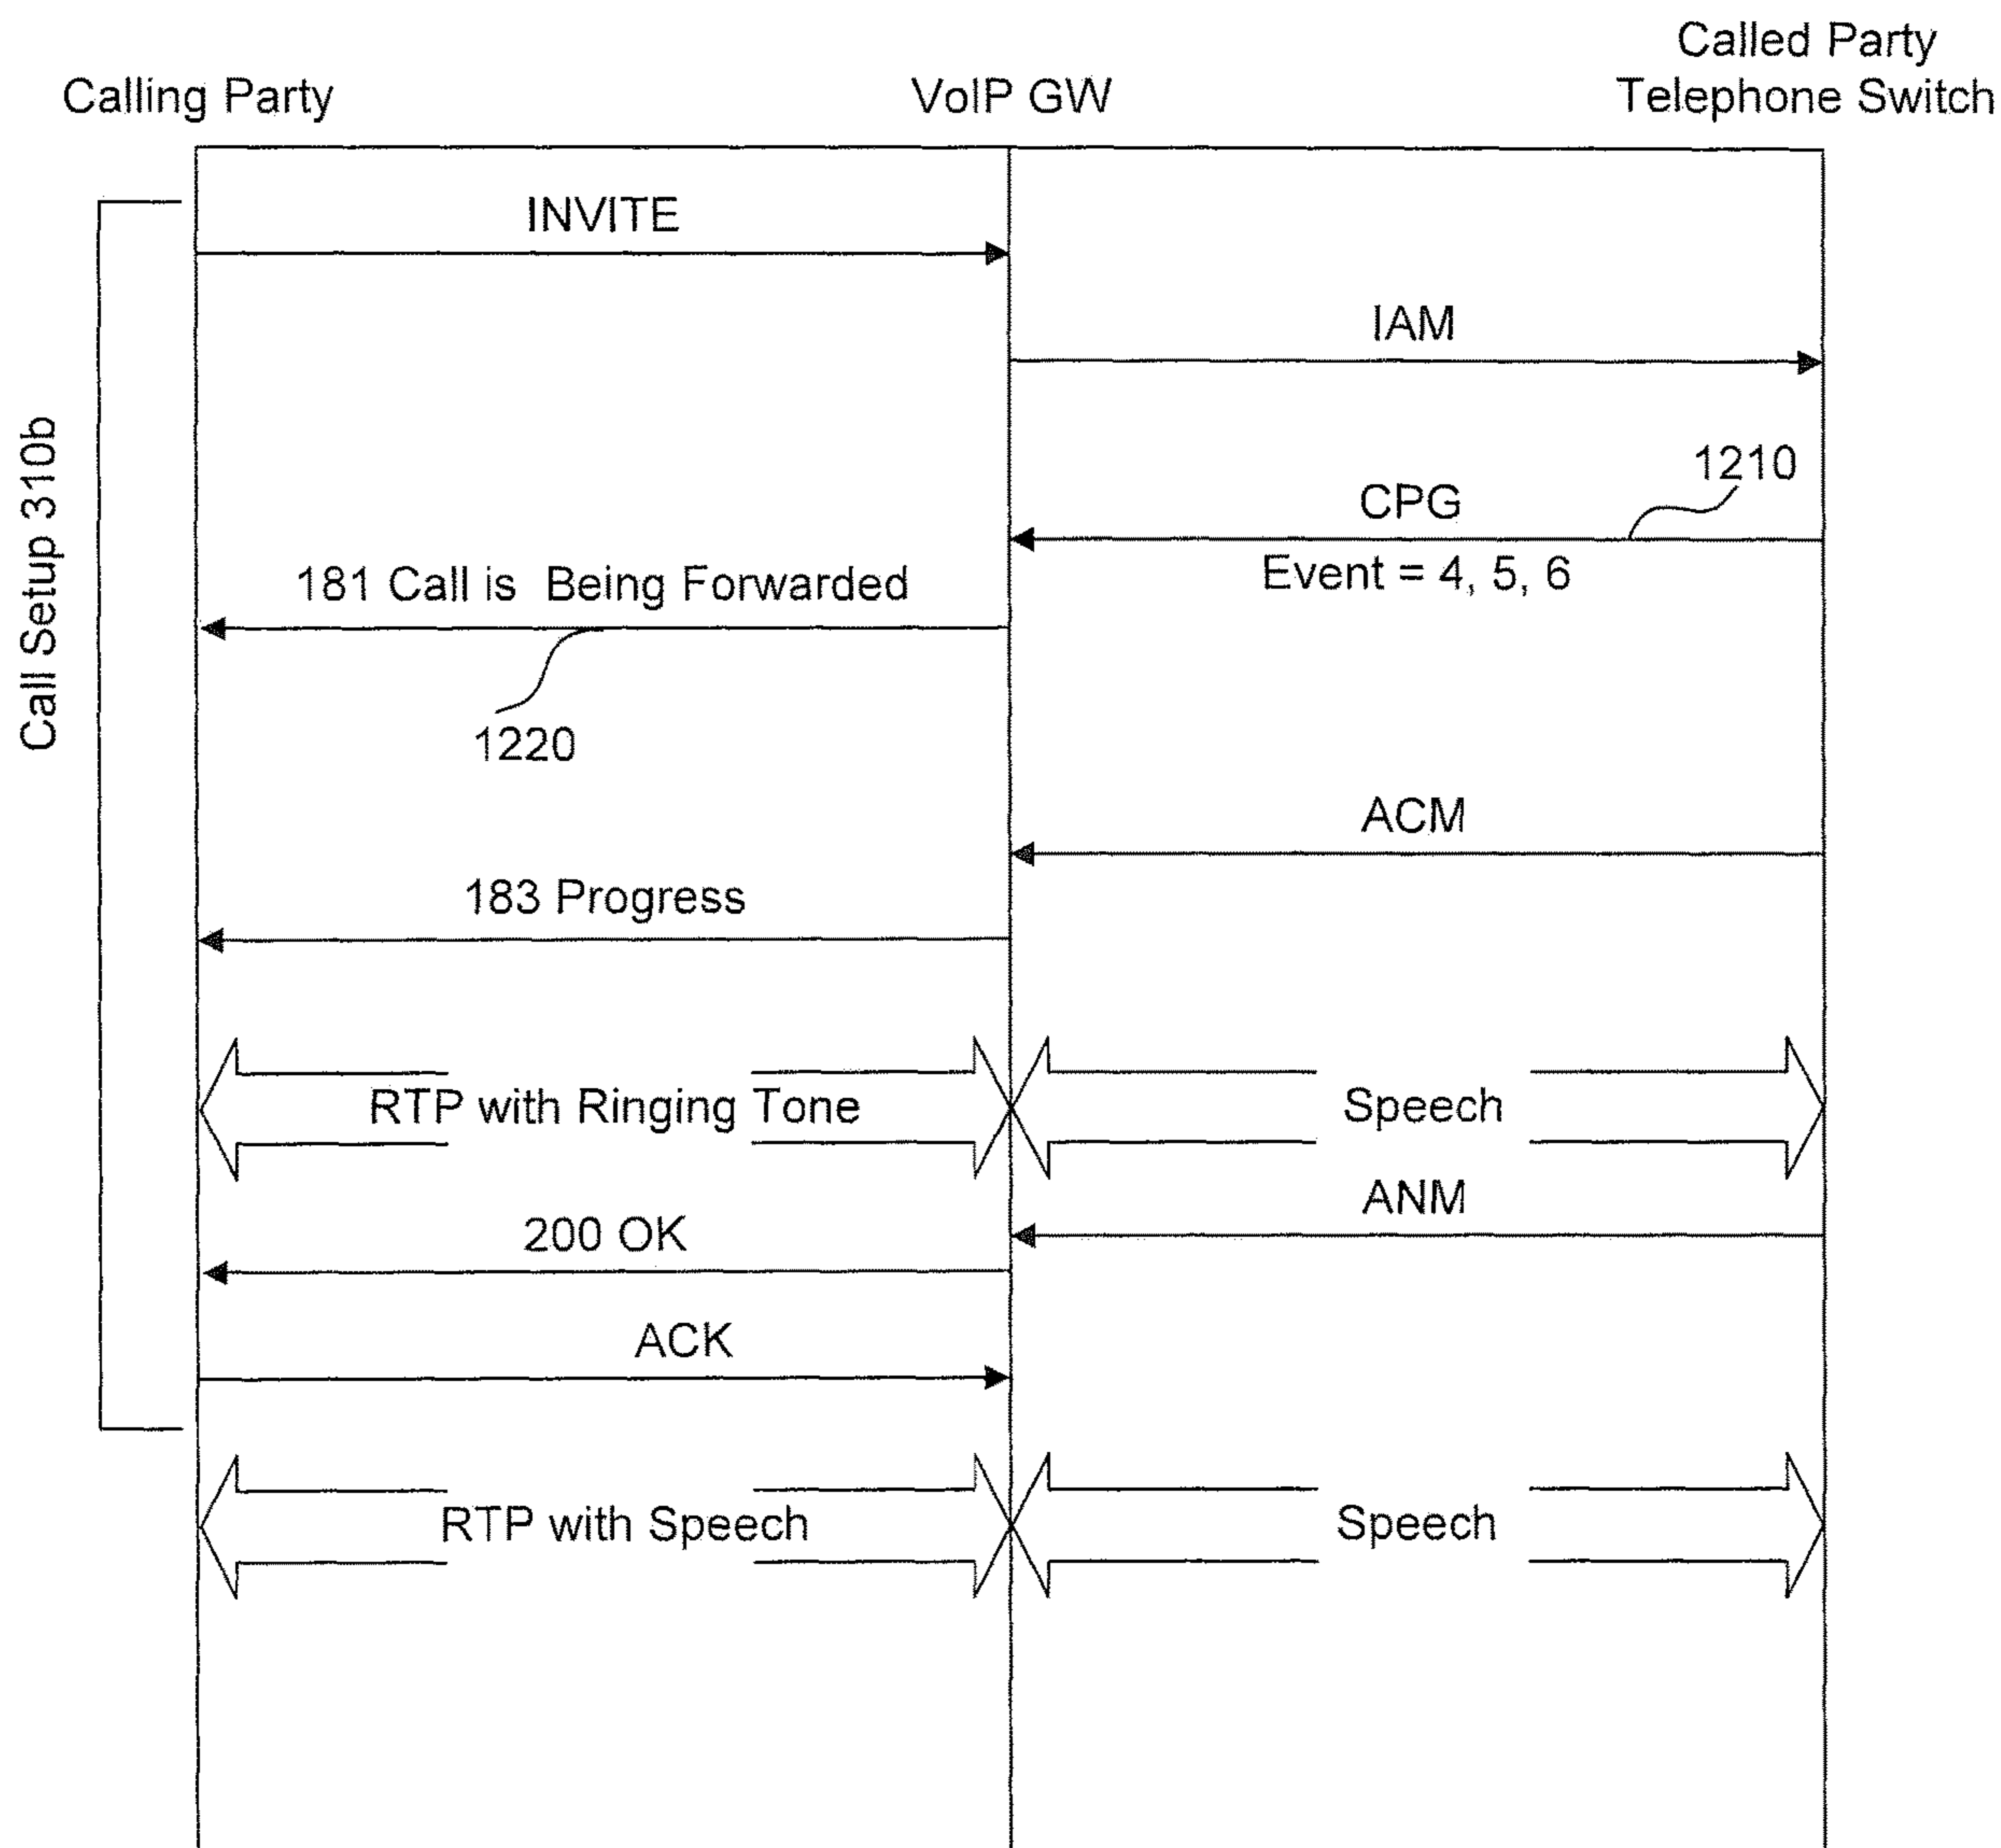 Called Party
Calling Party
VoIP GW
Telephone Switch
INVITE
IAM
1210
CPG
Event = 4, 5, 6
181 Call is Being Forwarded
1220
Call Setup 310b
ACM
183 Progress
RTP with Ringing Tone
Speech
ANM
200 OK
ACK
RTP with Speech
Speech